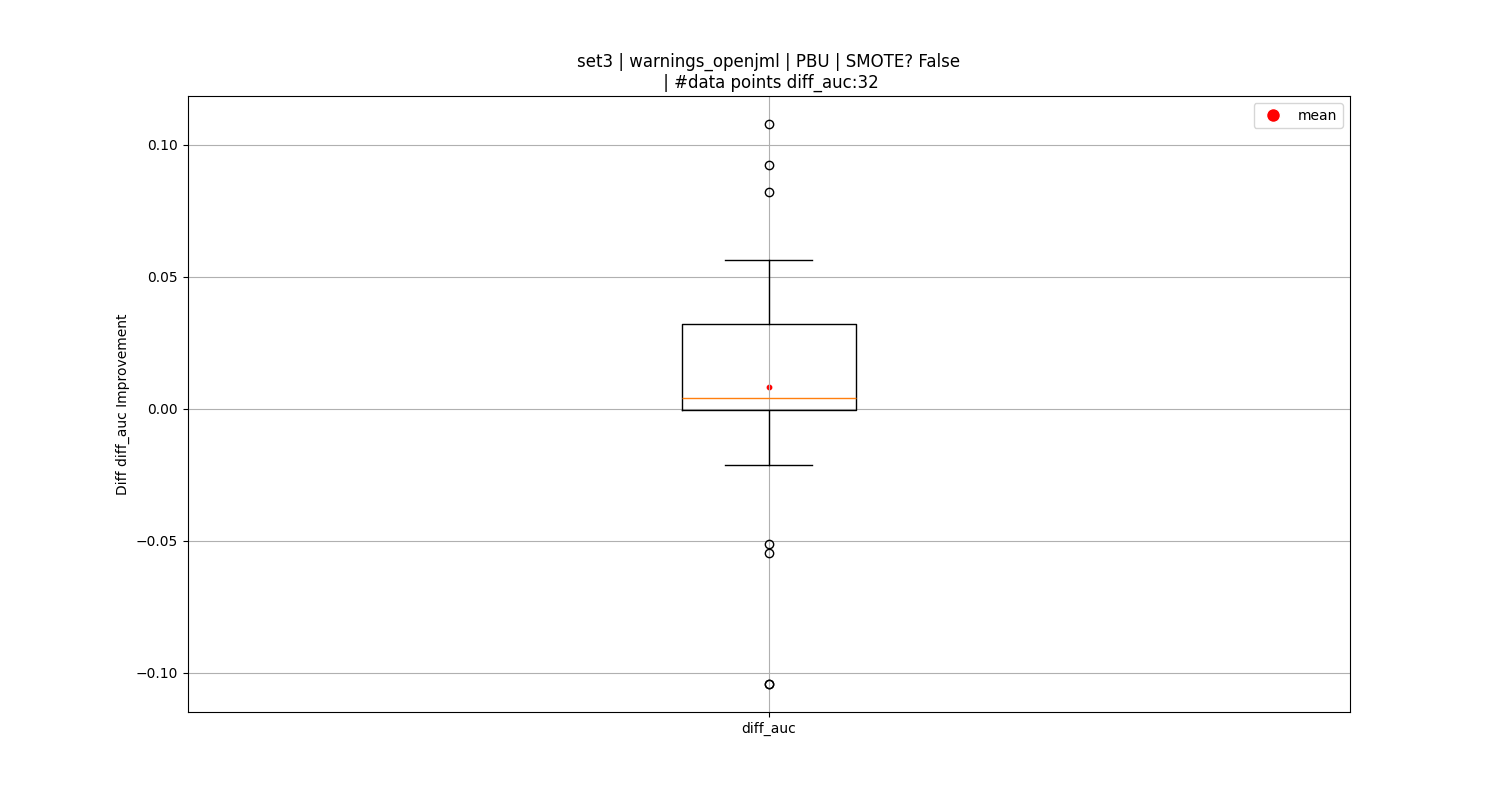 set3 | warnings_openjml | PBU | SMOTE? False
| #data points diff_auc:32
mean
0.10
0.05
0.00
−0.05
−0.10
Diff diff_auc Improvement
diff_auc